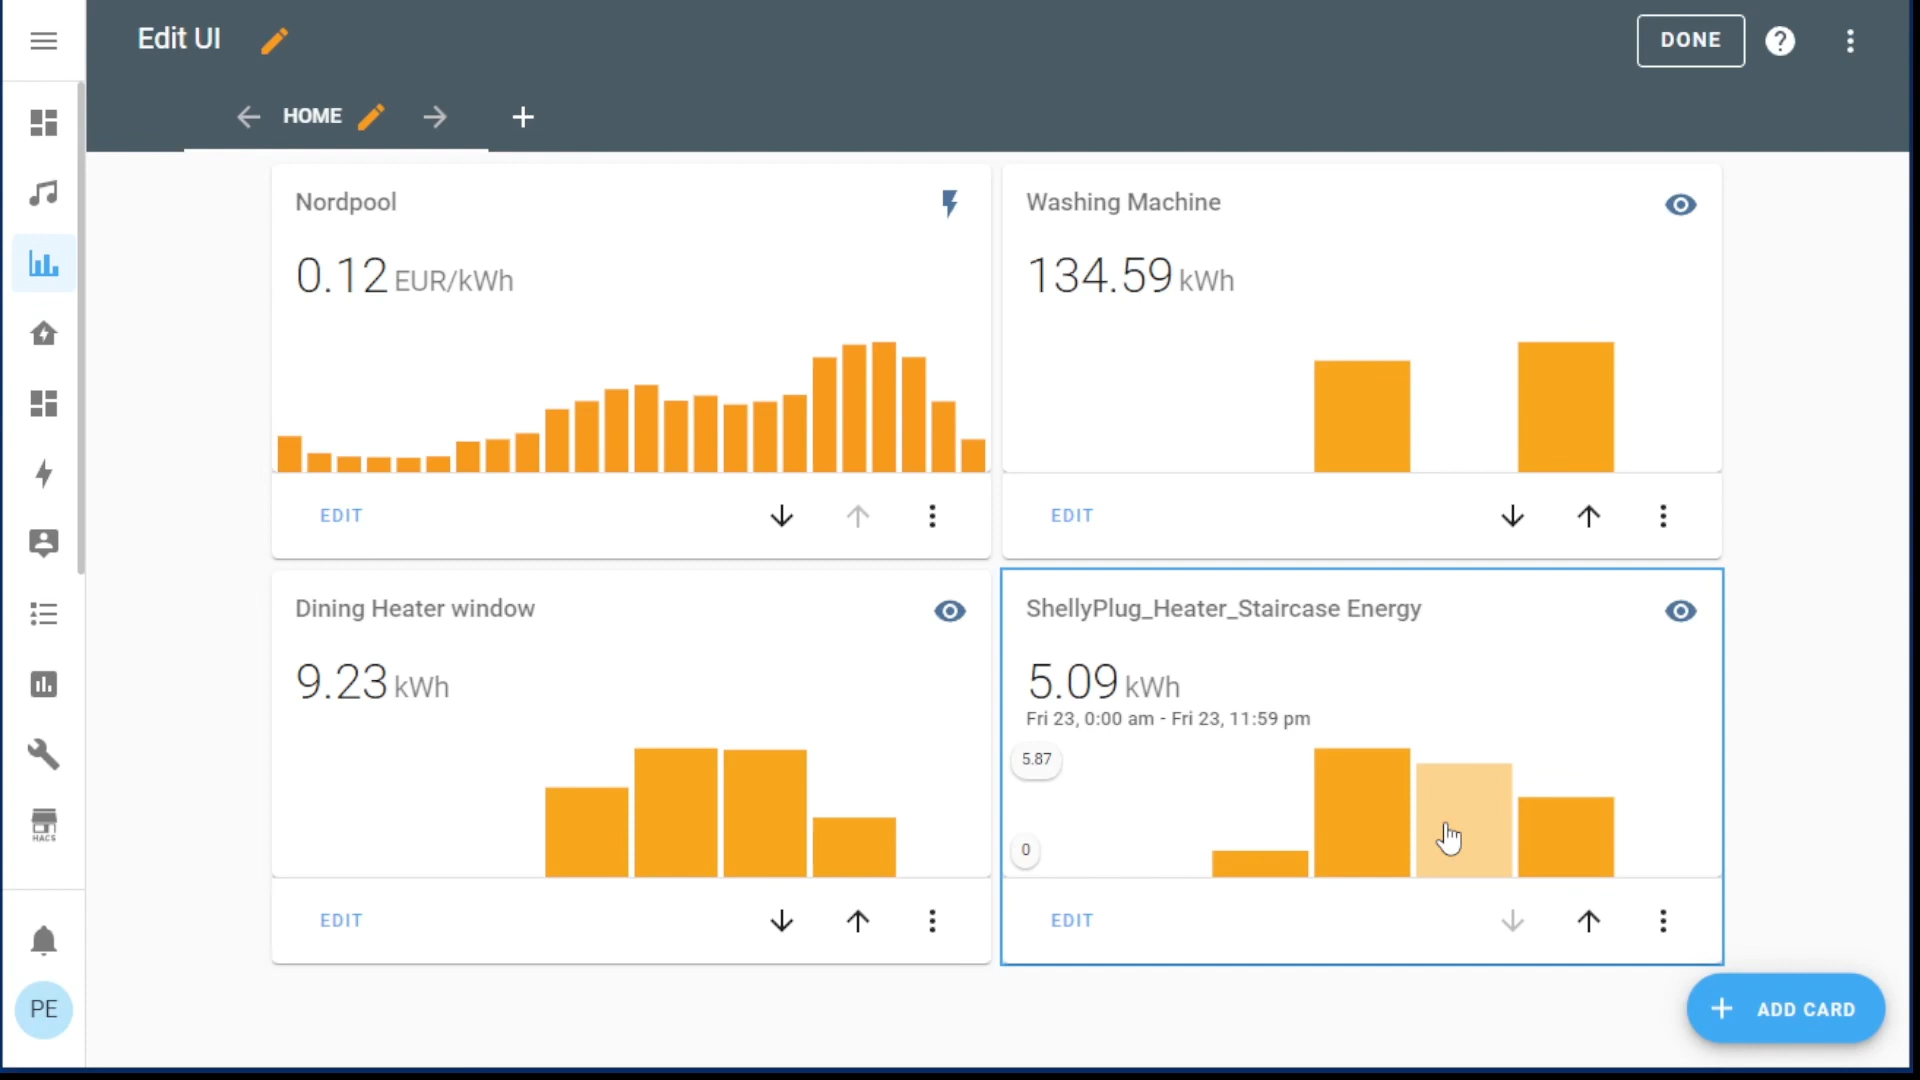 Edit UI
DONE
HOME
Nordpool
0.12 EUR/kWh
EDIT
Washing Machine
134.59 kWh
EDIT
Dining Heater window
9.23 kWh
EDIT
ShellyPlug_Heater_Staircase Energy
5.09 kWh
Fri 23, 0:00 am - Fri 23, 11:59 pm
5.87
0
EDIT
HACS
PE
ADD CARD